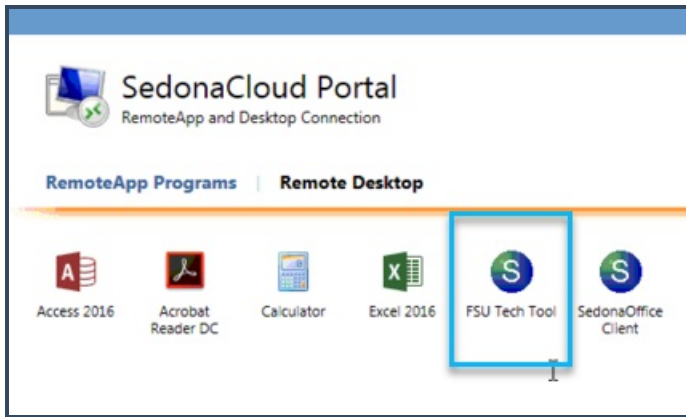 SedonaCloud Portal
RemoteApp and Desktop Connection
RemoteApp Programs | Remote Desktop
Access 2016
Acrobat
Reader DC
Calculator
Excel 2016
FSU Tech Tool
SedonaOffice
Client